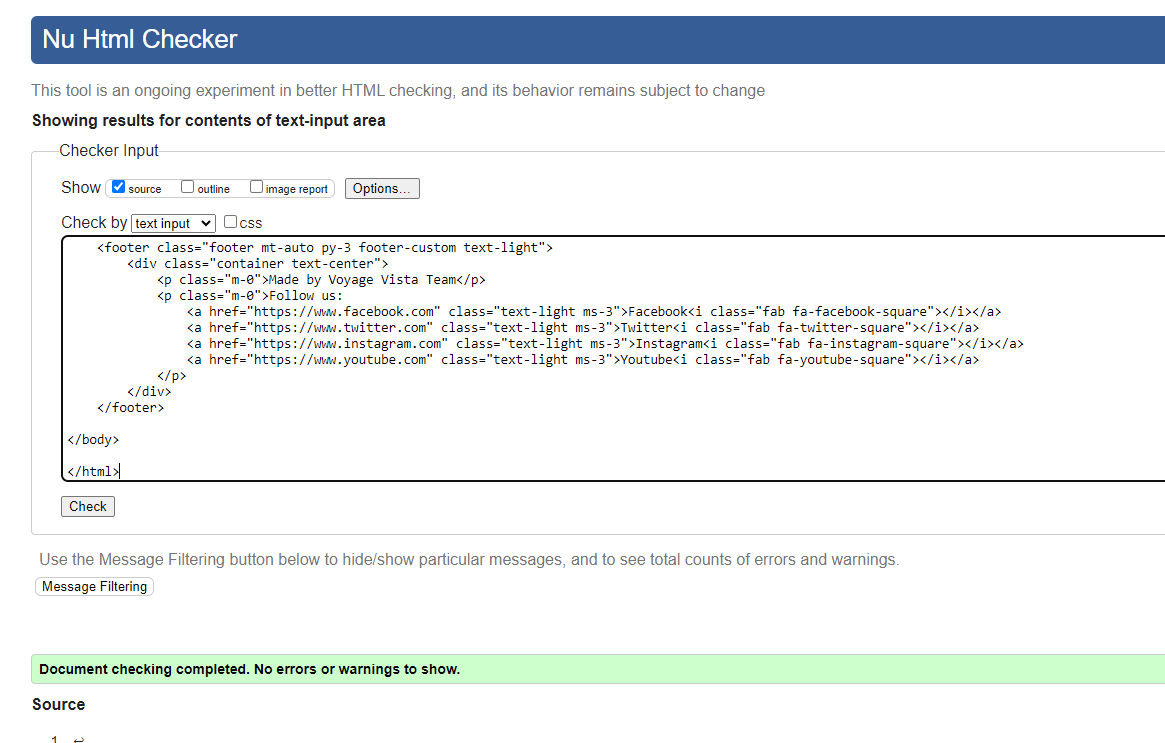 Nu Html Checker
This tool is an ongoing experiment in better HTML checking, and its behavior remains subject to change
Showing results for contents of text-input area
Checker Input
Show source outline image report Options...
Check by text input css
<footer class="footer mt-auto py-3 footer-custom text-light">
<div class="container text-center">
<p class="m-0">Made by Voyage Vista Team</p>
<p class="m-0">Follow us:
<a href="https://www.facebook.com" class="text-light ms-3">Facebook<i class="fab fa-facebook-square"></i></a>
<a href="https://www.twitter.com" class="text-light ms-3">Twitter<i class="fab fa-twitter-square"></i></a>
<a href="https://www.instagram.com" class="text-light ms-3">Instagram<i class="fab fa-instagram-square"></i></a>
<a href="https://www.youtube.com" class="text-light ms-3">Youtube<i class="fab fa-youtube-square"></i></a>
</p>
</div>
</footer>
</body>
</html>
Check
Use the Message Filtering button below to hide/show particular messages, and to see total counts of errors and warnings.
Message Filtering
Document checking completed. No errors or warnings to show.
Source
1. ↩